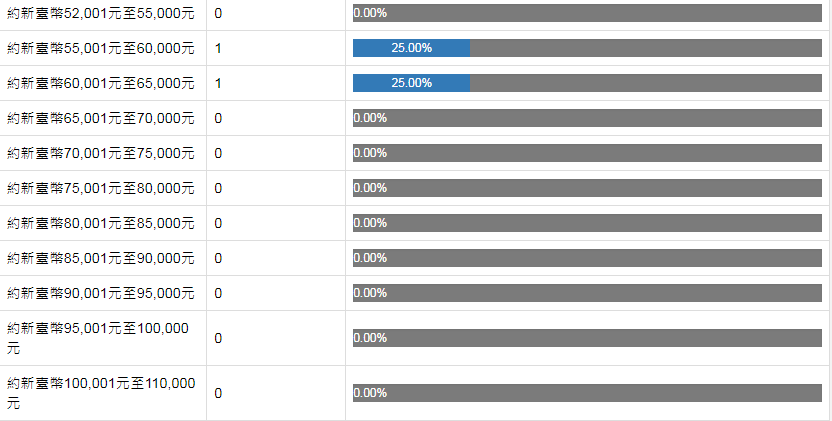 約新臺幣52,001元至55,000元 0 0.00%
約新臺幣55,001元至60,000元 1 25.00%
約新臺幣60,001元至65,000元 1 25.00%
約新臺幣65,001元至70,000元 0 0.00%
約新臺幣70,001元至75,000元 0 0.00%
約新臺幣75,001元至80,000元 0 0.00%
約新臺幣80,001元至85,000元 0 0.00%
約新臺幣85,001元至90,000元 0 0.00%
約新臺幣90,001元至95,000元 0 0.00%
約新臺幣95,001元至100,000
元 0 0.00%
約新臺幣100,001元至110,000
元 0 0.00%